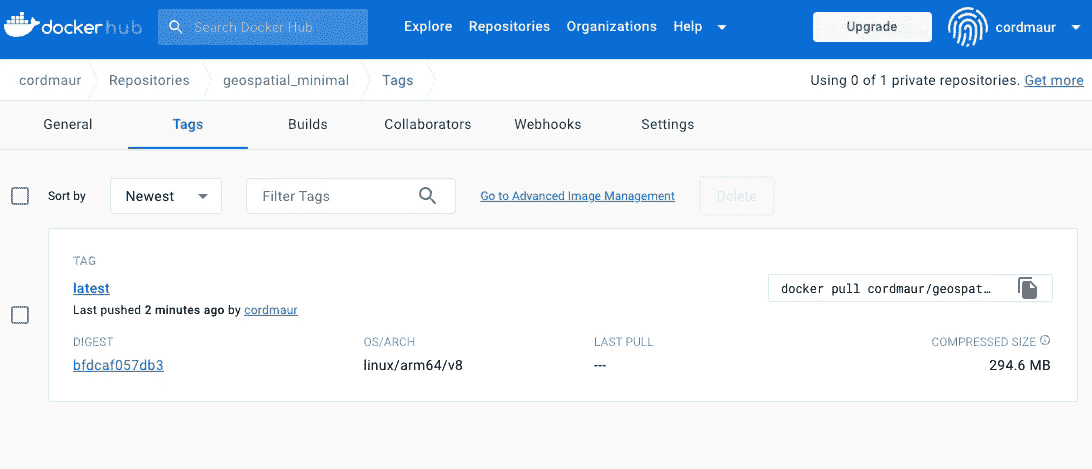 docker hub
Search Docker Hub
Explore Repositories Organizations Help
Upgrade
cordmaur
cordmaur Repositories geospatial_minimal Tags
Using 0 of 1 private repositories. Get more
General Tags Builds Collaborators Webhooks Settings
Sort by Newest Filter Tags Go to Advanced Image Management Delete
TAG
latest
docker pull cordmaur/geospat…
Last pushed 2 minutes ago by cordmaur
DIGEST OS/ARCH LAST PULL COMPRESSED SIZE
bfdcaf057db3 linux/arm64/v8 --- 294.6 MB